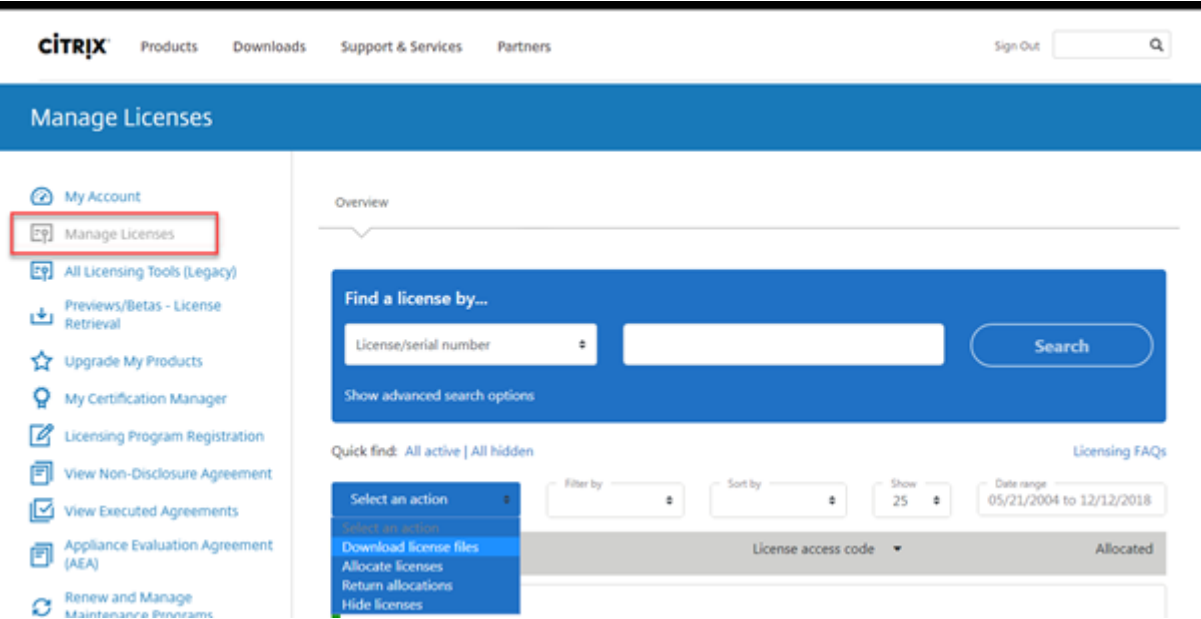 CİTRIX Products Downloads Support & Services Partners Sign Out
Manage Licenses
My Account
Manage Licenses
All Licensing Tools (Legacy)
Previews/Betas - License
Retrieval
Upgrade My Products
My Certification Manager
Licensing Program Registration
View Non-Disclosure Agreement
View Executed Agreements
Appliance Evaluation Agreement
(AEA)
Renew and Manage
Maintenance Programs
Overview
Find a license by...
License/serial number
Search
Show advanced search options
Quick find: All active | All hidden
Licensing FAQs
Select an action
Filter by
Sort by
Show
25
Date range
05/21/2004 to 12/12/2018
Select an action
Download license files
Allocate licenses
Return allocations
Hide licenses
License access code
Allocated